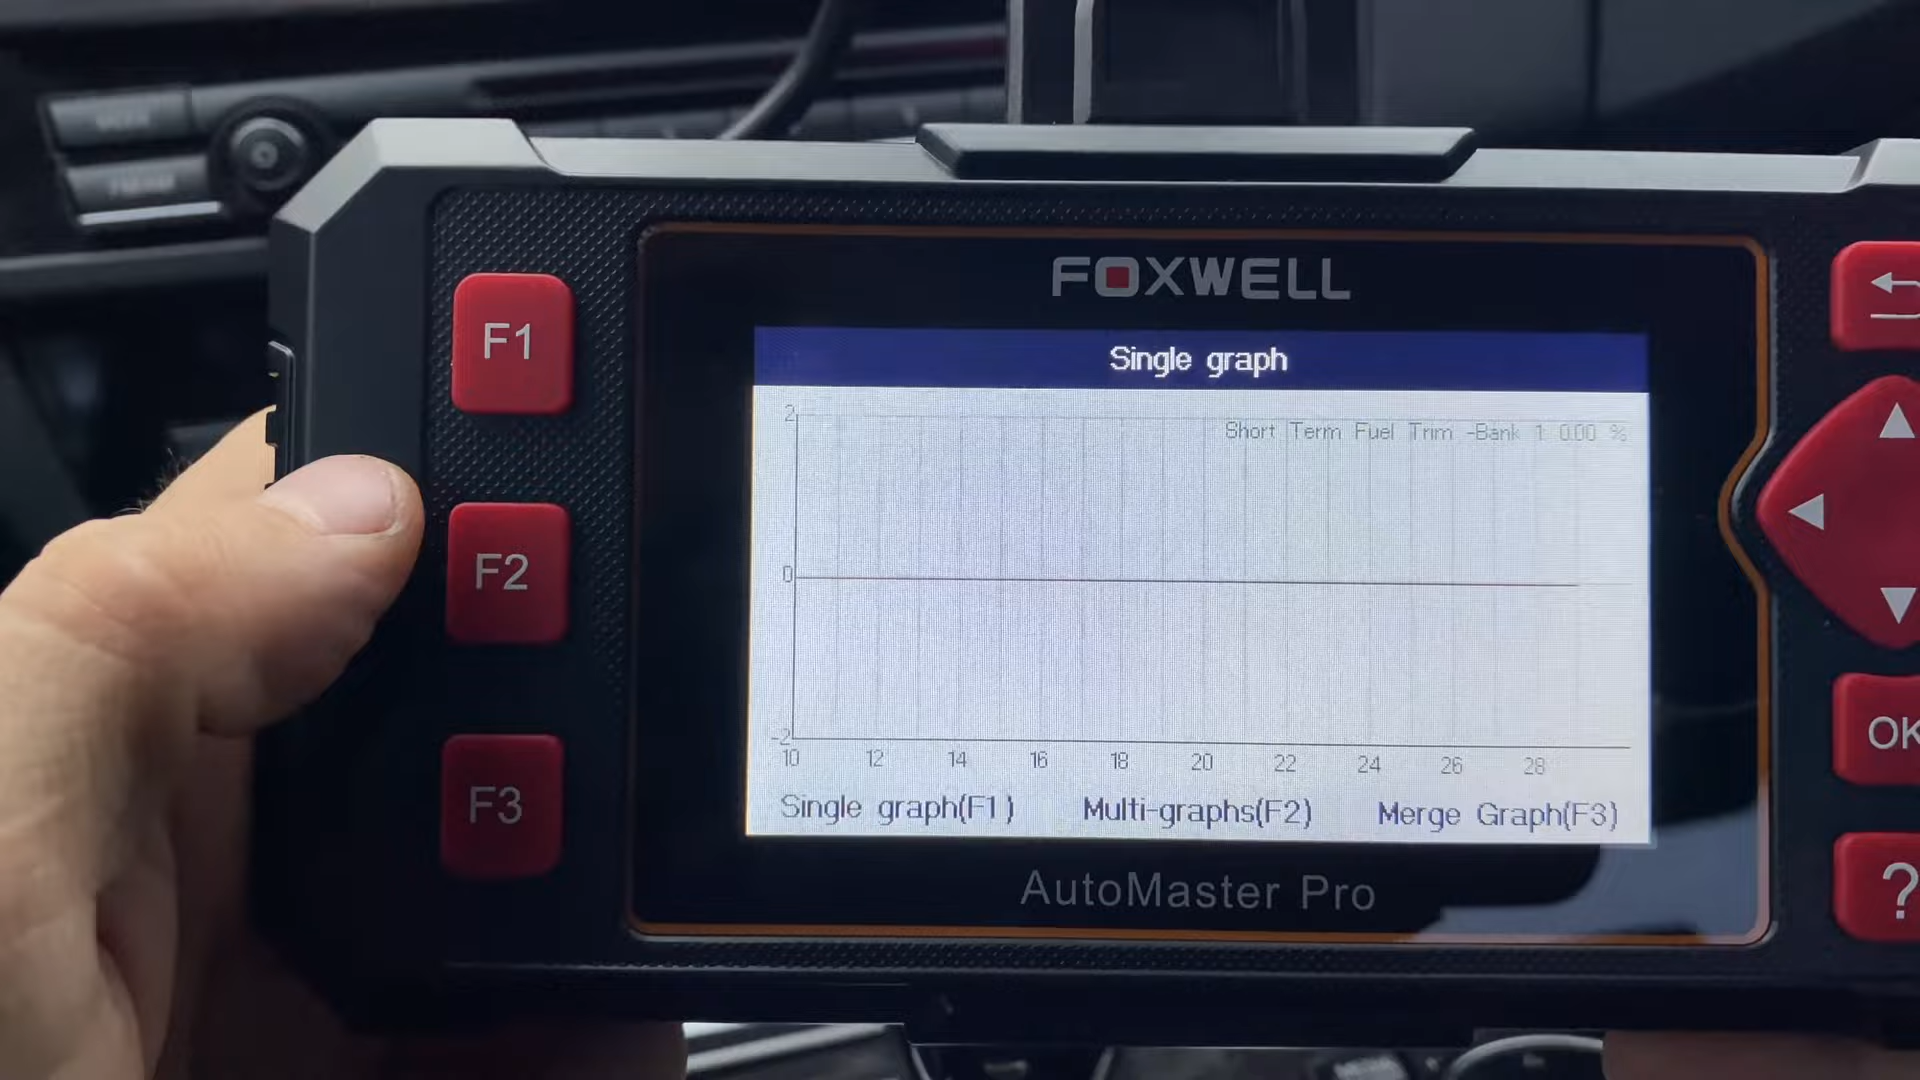 FOXWELL
Single graph
F1
2
Short Term Fuel Trim -Bank 1 0.00 %
F2
0
-2
10 12 14 16 18 20 22 24 26 28
Single graph(F1) Multi-graphs(F2) Merge Graph(F3)
F3
OK
?
AutoMaster Pro